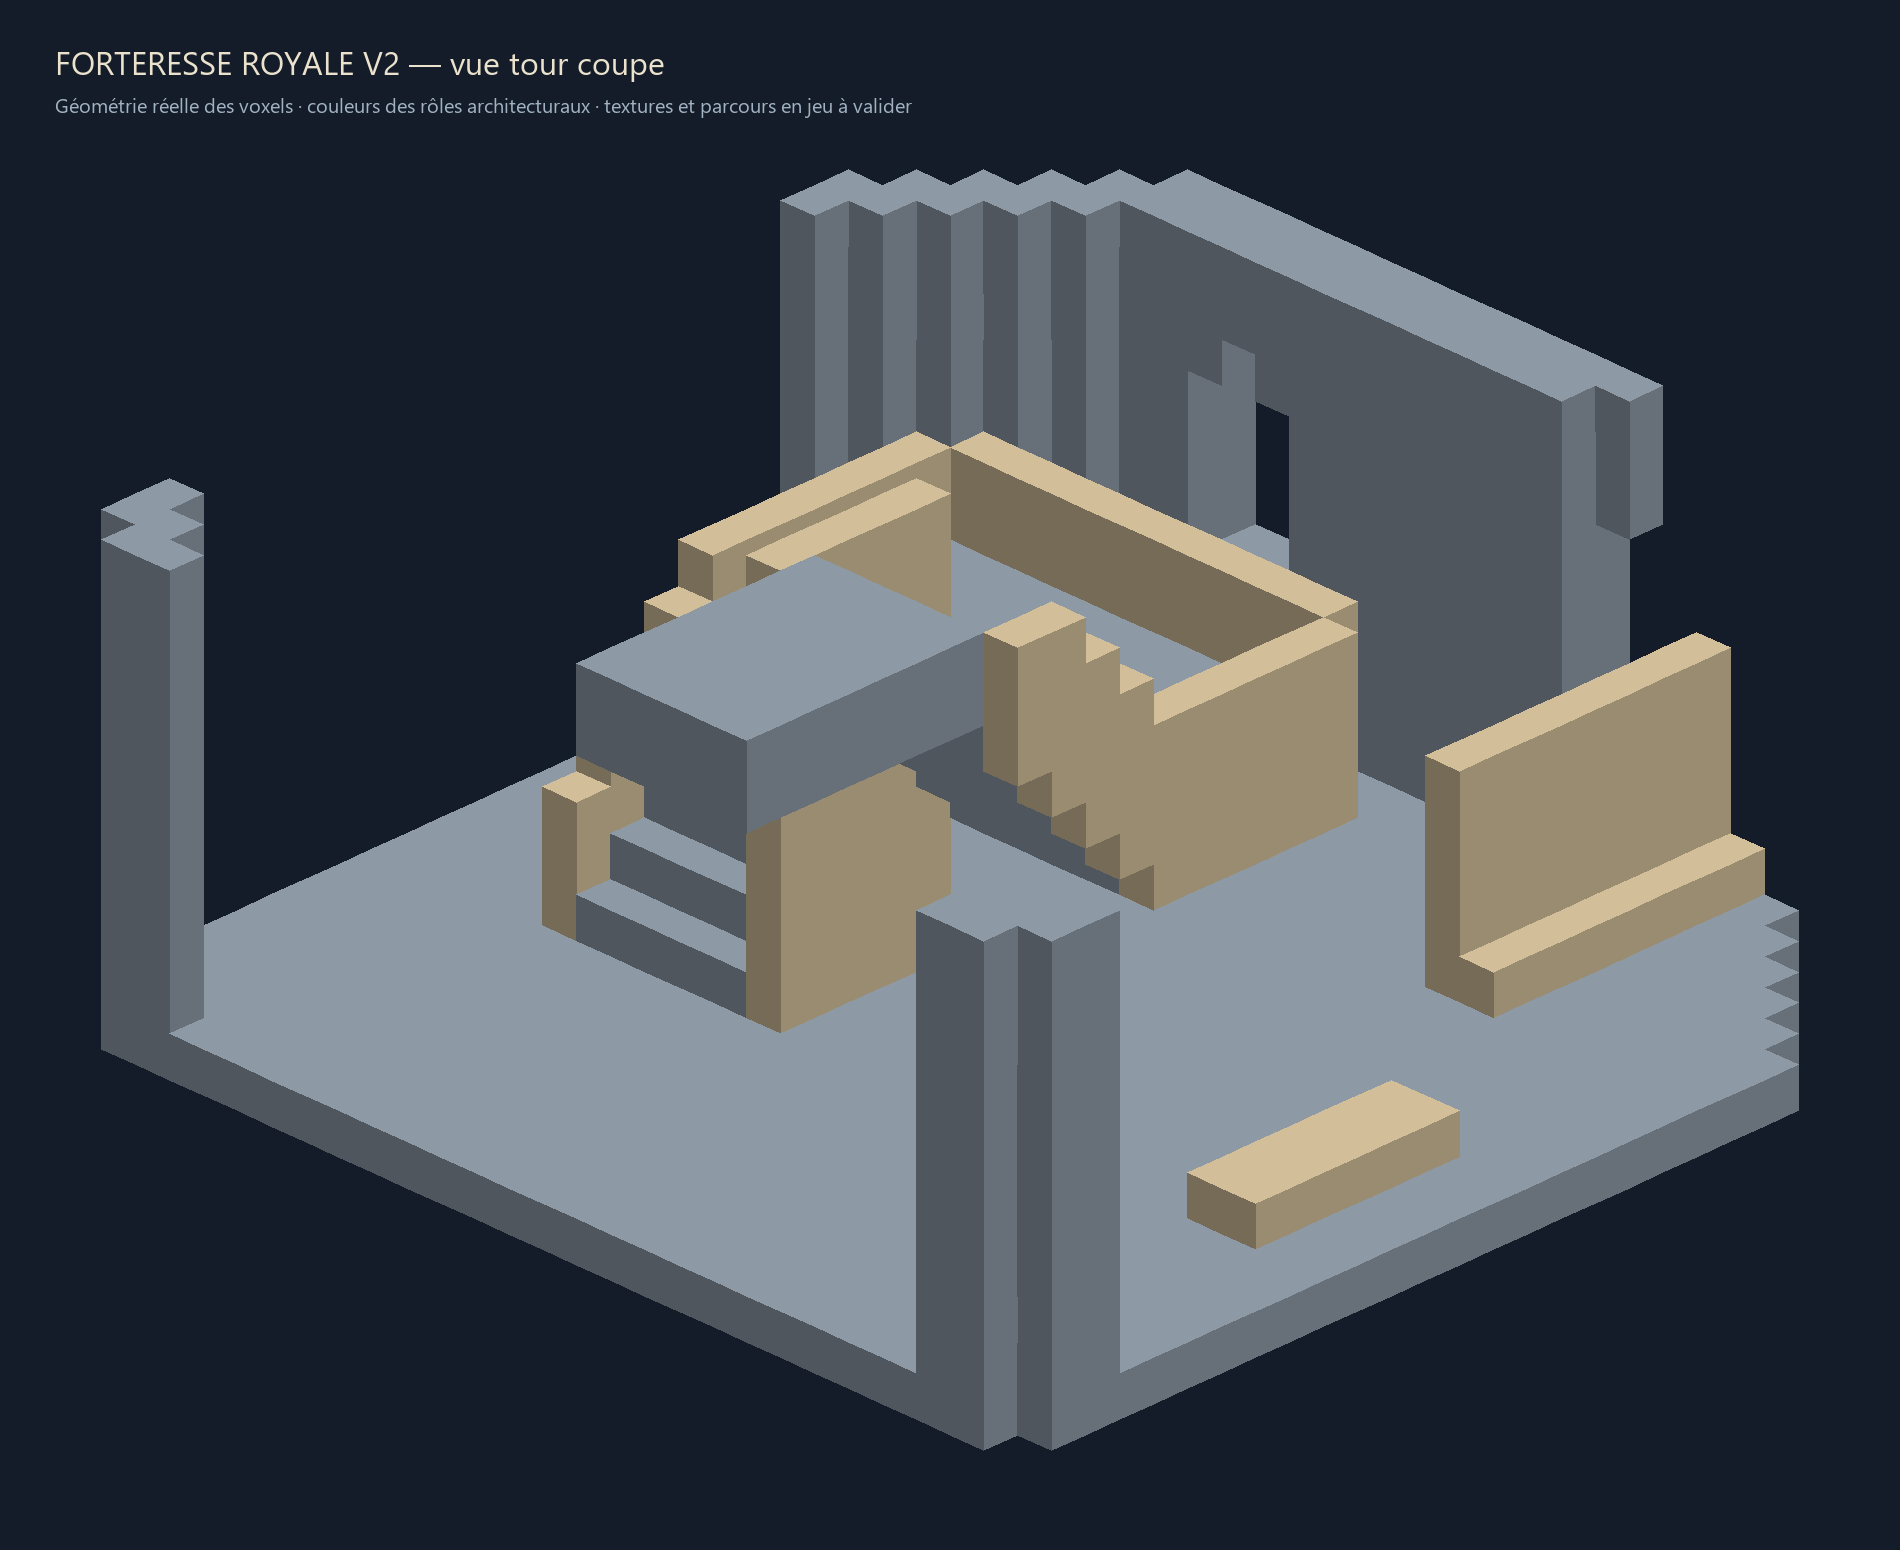 FORTERESSE ROYALE V2 — vue tour coupe
Géométrie réelle des voxels · couleurs des rôles architecturaux · textures et parcours en jeu à valider